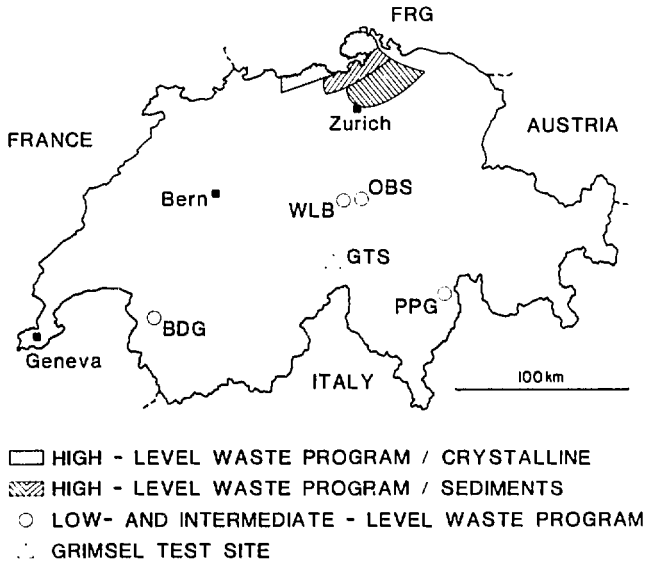 FRG
Zurich
FRANCE
AUSTRIA
Bern
WLB
OBS
GTS
PPG
BDG
Geneva
ITALY
100km
HIGH - LEVEL WASTE PROGRAM / CRYSTALLINE
HIGH - LEVEL WASTE PROGRAM / SEDIMENTS
LOW- AND INTERMEDIATE - LEVEL WASTE PROGRAM
GRIMSEL TEST SITE